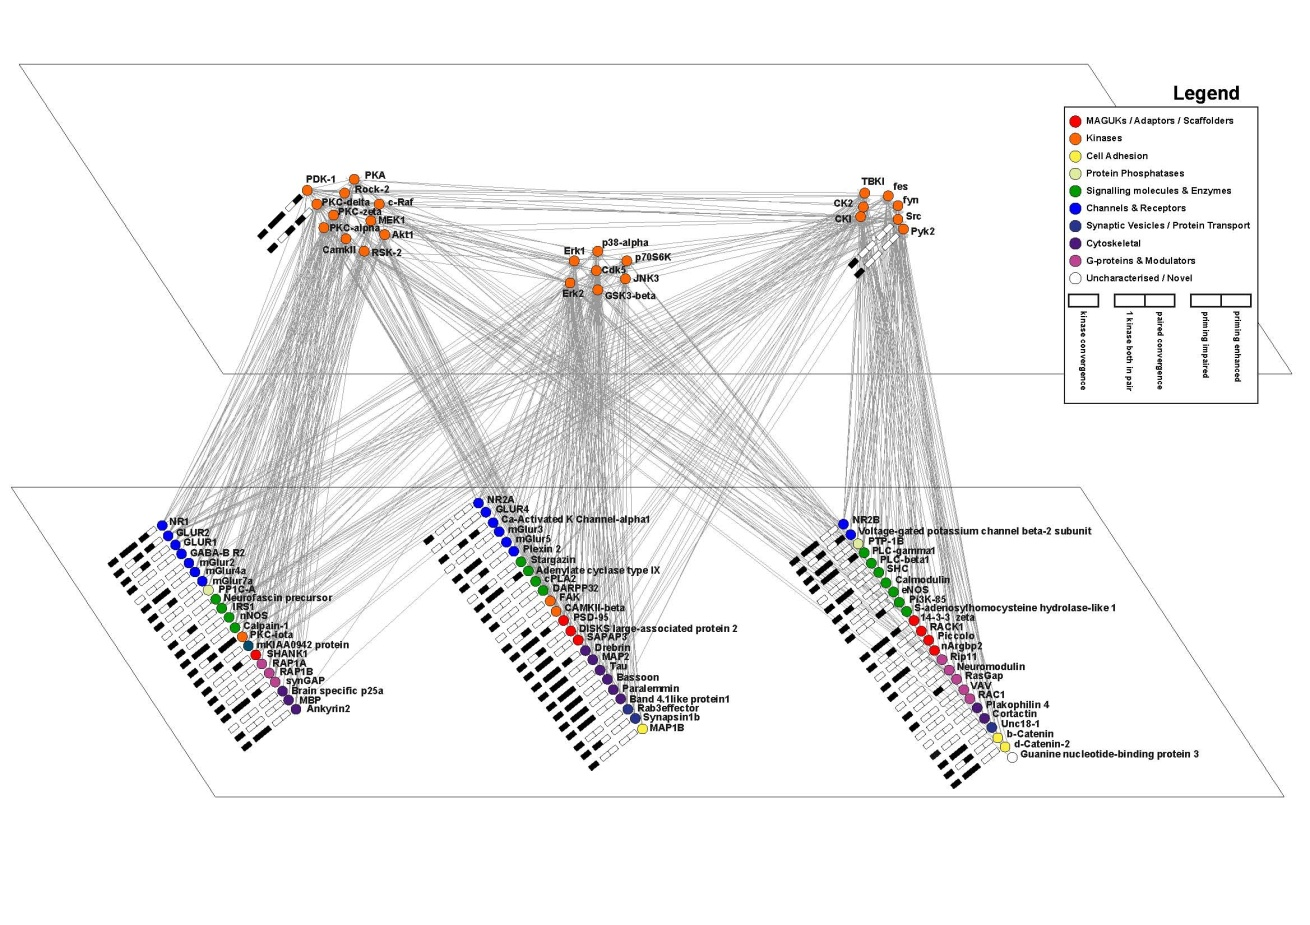 Legend
MAGUKs / Adaptors / Scaffolders
Kinases
Cell Adhesion
Protein Phosphatases
Signalling molecules & Enzymes
Channels & Receptors
Synaptic Vesicles / Protein Transport
Cytoskeletal
G-proteins & Modulators
Uncharacterised / Novel
kinase convergence
1 kinase both in pair
paired convergence
priming impaired
priming enhanced
PDK-1
PKA
Rock-2
PKC-delta
c-Raf
PKC-zeta
MEK1
PKC-alpha
Akt1
CamkII
RSK-2
Erk1
p38-alpha
p70S6K
Cdk5
JNK3
Erk2
GSK3-beta
TBKI
fes
CK2
fyn
CKI
Src
Pyk2
NR1
GLUR2
GLUR1
GABA-B R2
mGlur2
mGlur4a
mGlur7a
PP1C-A
Neurofascin precursor
IRS1
nNOS
Calpain-1
PKC-iota
mKIAA0942 protein
SHANK1
RAP1A
RAP1B
synGAP
Brain specific p25a
MBP
Ankyrin2
NR2A
GLUR4
Ca-Activated K Channel-alpha1
mGlur3
mGlur5
Plexin 2
Stargazin
Adenylate cyclase type IX
cPLA2
DARPP32
FAK
CAMKII-beta
PSD-95
DISKS large-associated protein 2
SAPAP3
Drebrin
MAP2
Tau
Bassoon
Paralemmin
Band 4.1like protein1
Rab3effector
Synapsin1b
MAP1B
NR2B
Voltage-gated potassium channel beta-2 subunit
PTP-1B
PLC-gamma1
PLC-beta1
SHC
Calmodulin
eNOS
Pi3K-85
S-adenosylhomocysteine hydrolase-like 1
14-3-3 zeta
RACK1
Piccolo
nArgbp2
Rip11
Neuromodulin
RasGap
VAV
RAC1
Plakophilin 4
Cortactin
Unc18-1
b-Catenin
d-Catenin-2
Guanine nucleotide-binding protein 3